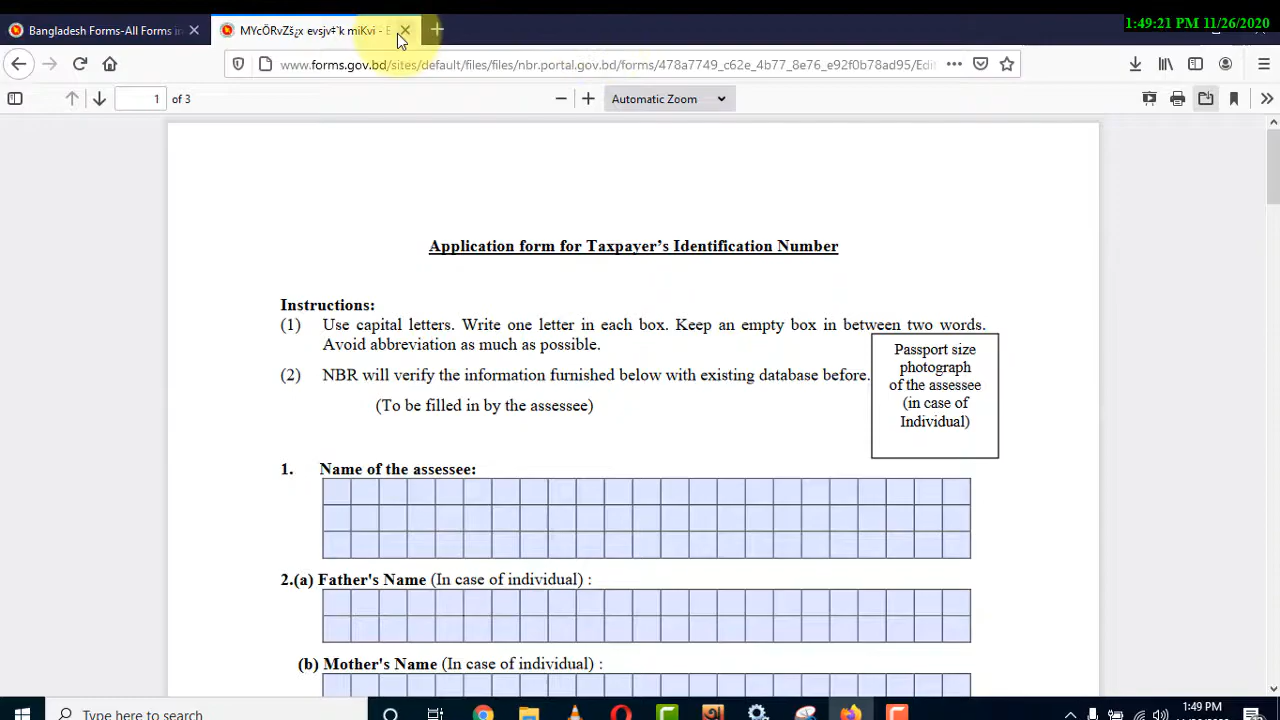 1:49:21 PM 11/26/2020
Bangladesh Forms-All Forms in
MYcÖRvZš¿x evsjv‡`k miKvi - E
www.forms.gov.bd/sites/default/files/files/nbr.portal.gov.bd/forms/478a7749_c62e_4b77_8e76_e92f0b78ad95/Edit
1 of 3
Automatic Zoom
Application form for Taxpayer's Identification Number
Instructions:
(1) Use capital letters. Write one letter in each box. Keep an empty box in between two words.
Avoid abbreviation as much as possible.
(2) NBR will verify the information furnished below with existing database before.
(To be filled in by the assessee)
Passport size
photograph
of the assessee
(in case of
Individual)
1. Name of the assessee:
2.(a) Father's Name (In case of individual) :
(b) Mother's Name (In case of individual) :
Type here to search
1:49 PM